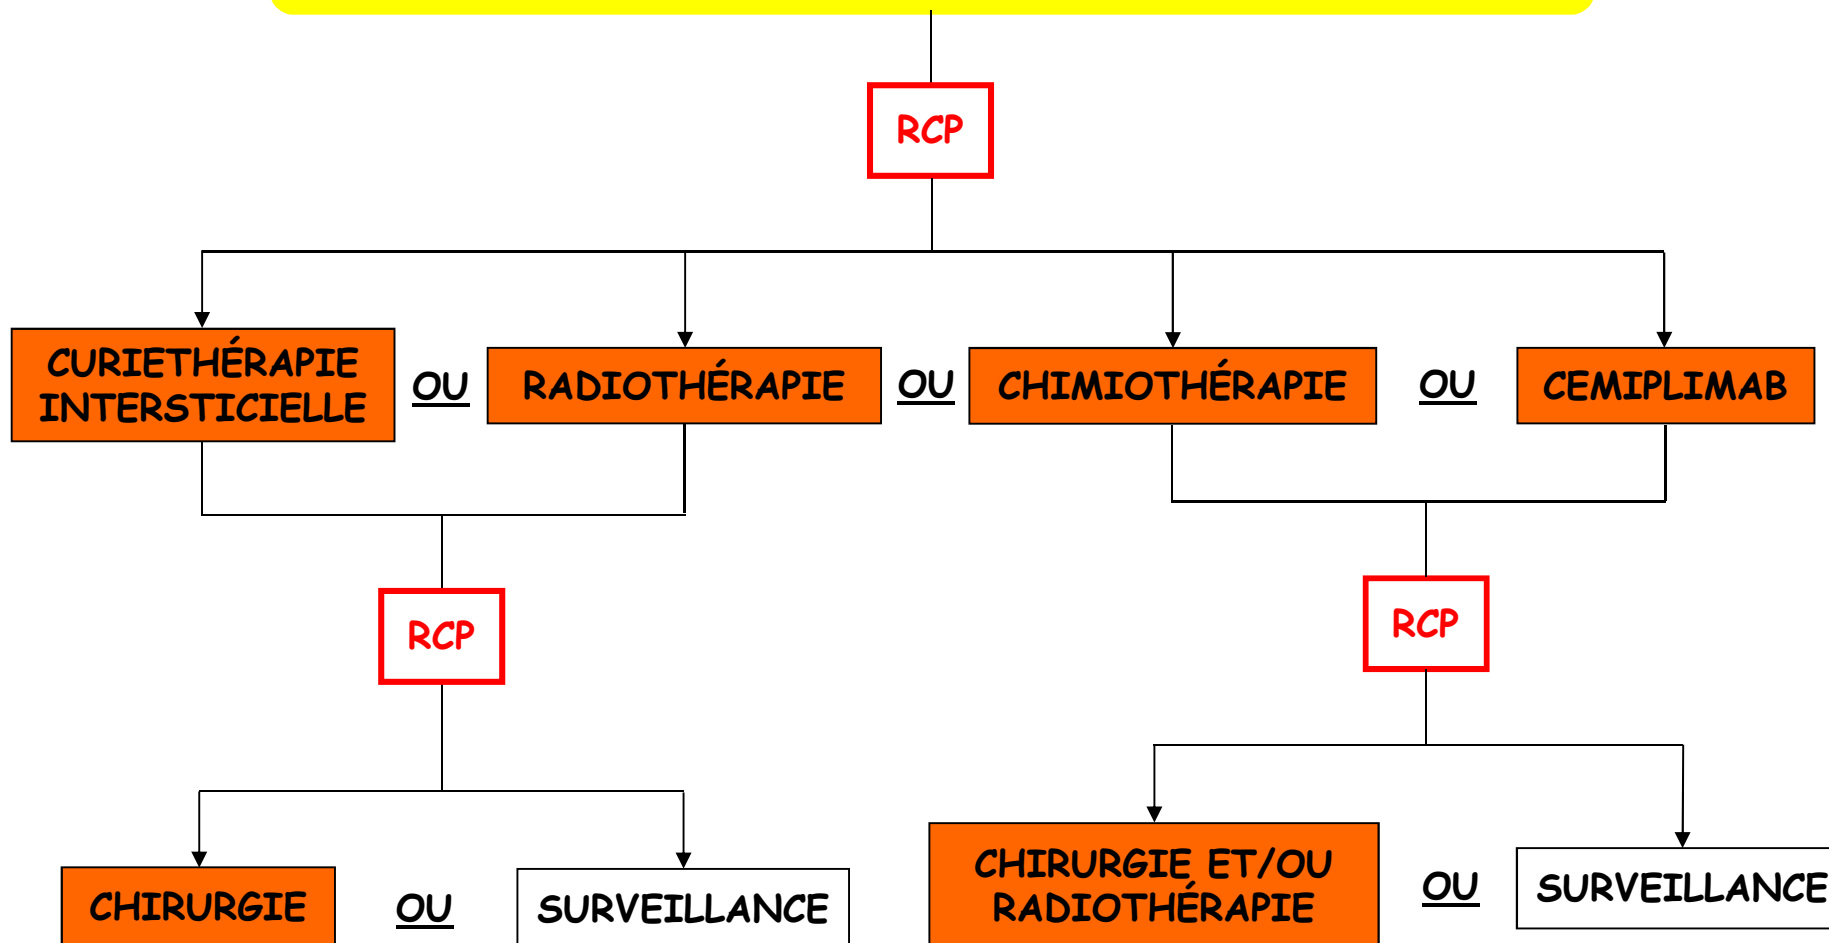 RCP
CURIETHÉRAPIE
INTERSTICIELLE
OU
RADIOTHÉRAPIE
OU
CHIMIOTHÉRAPIE
OU
CEMIPLIMAB
RCP
RCP
CHIRURGIE
OU
SURVEILLANCE
CHIRURGIE ET/OU
RADIOTHÉRAPIE
OU
SURVEILLANCE